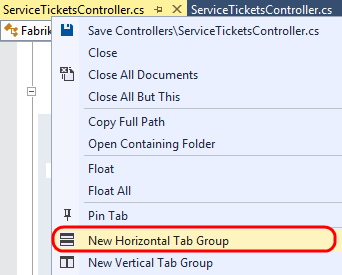 ServiceTicketsController.cs ServiceTicketsController.cs
Fabrik
Save Controllers\ServiceTicketsController.cs
Close
Close All Documents
Close All But This
Copy Full Path
Open Containing Folder
Float
Float All
Pin Tab
New Horizontal Tab Group
New Vertical Tab Group